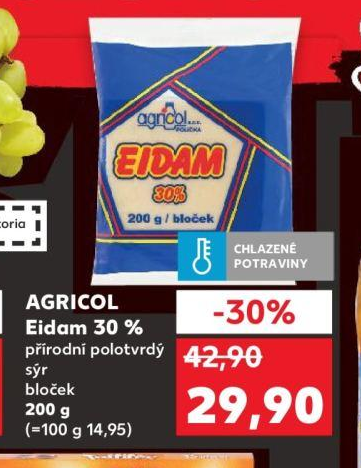 agricol s.r.o.
POLIČKA
EIDAM
30%
200 g / bloček
CHLAZENÉ
POTRAVINY
AGRICOL
Eidam 30 %
přírodní polotvrdý
sýr
bloček
200 g
(=100 g 14,95)
-30%
42,90
29,90